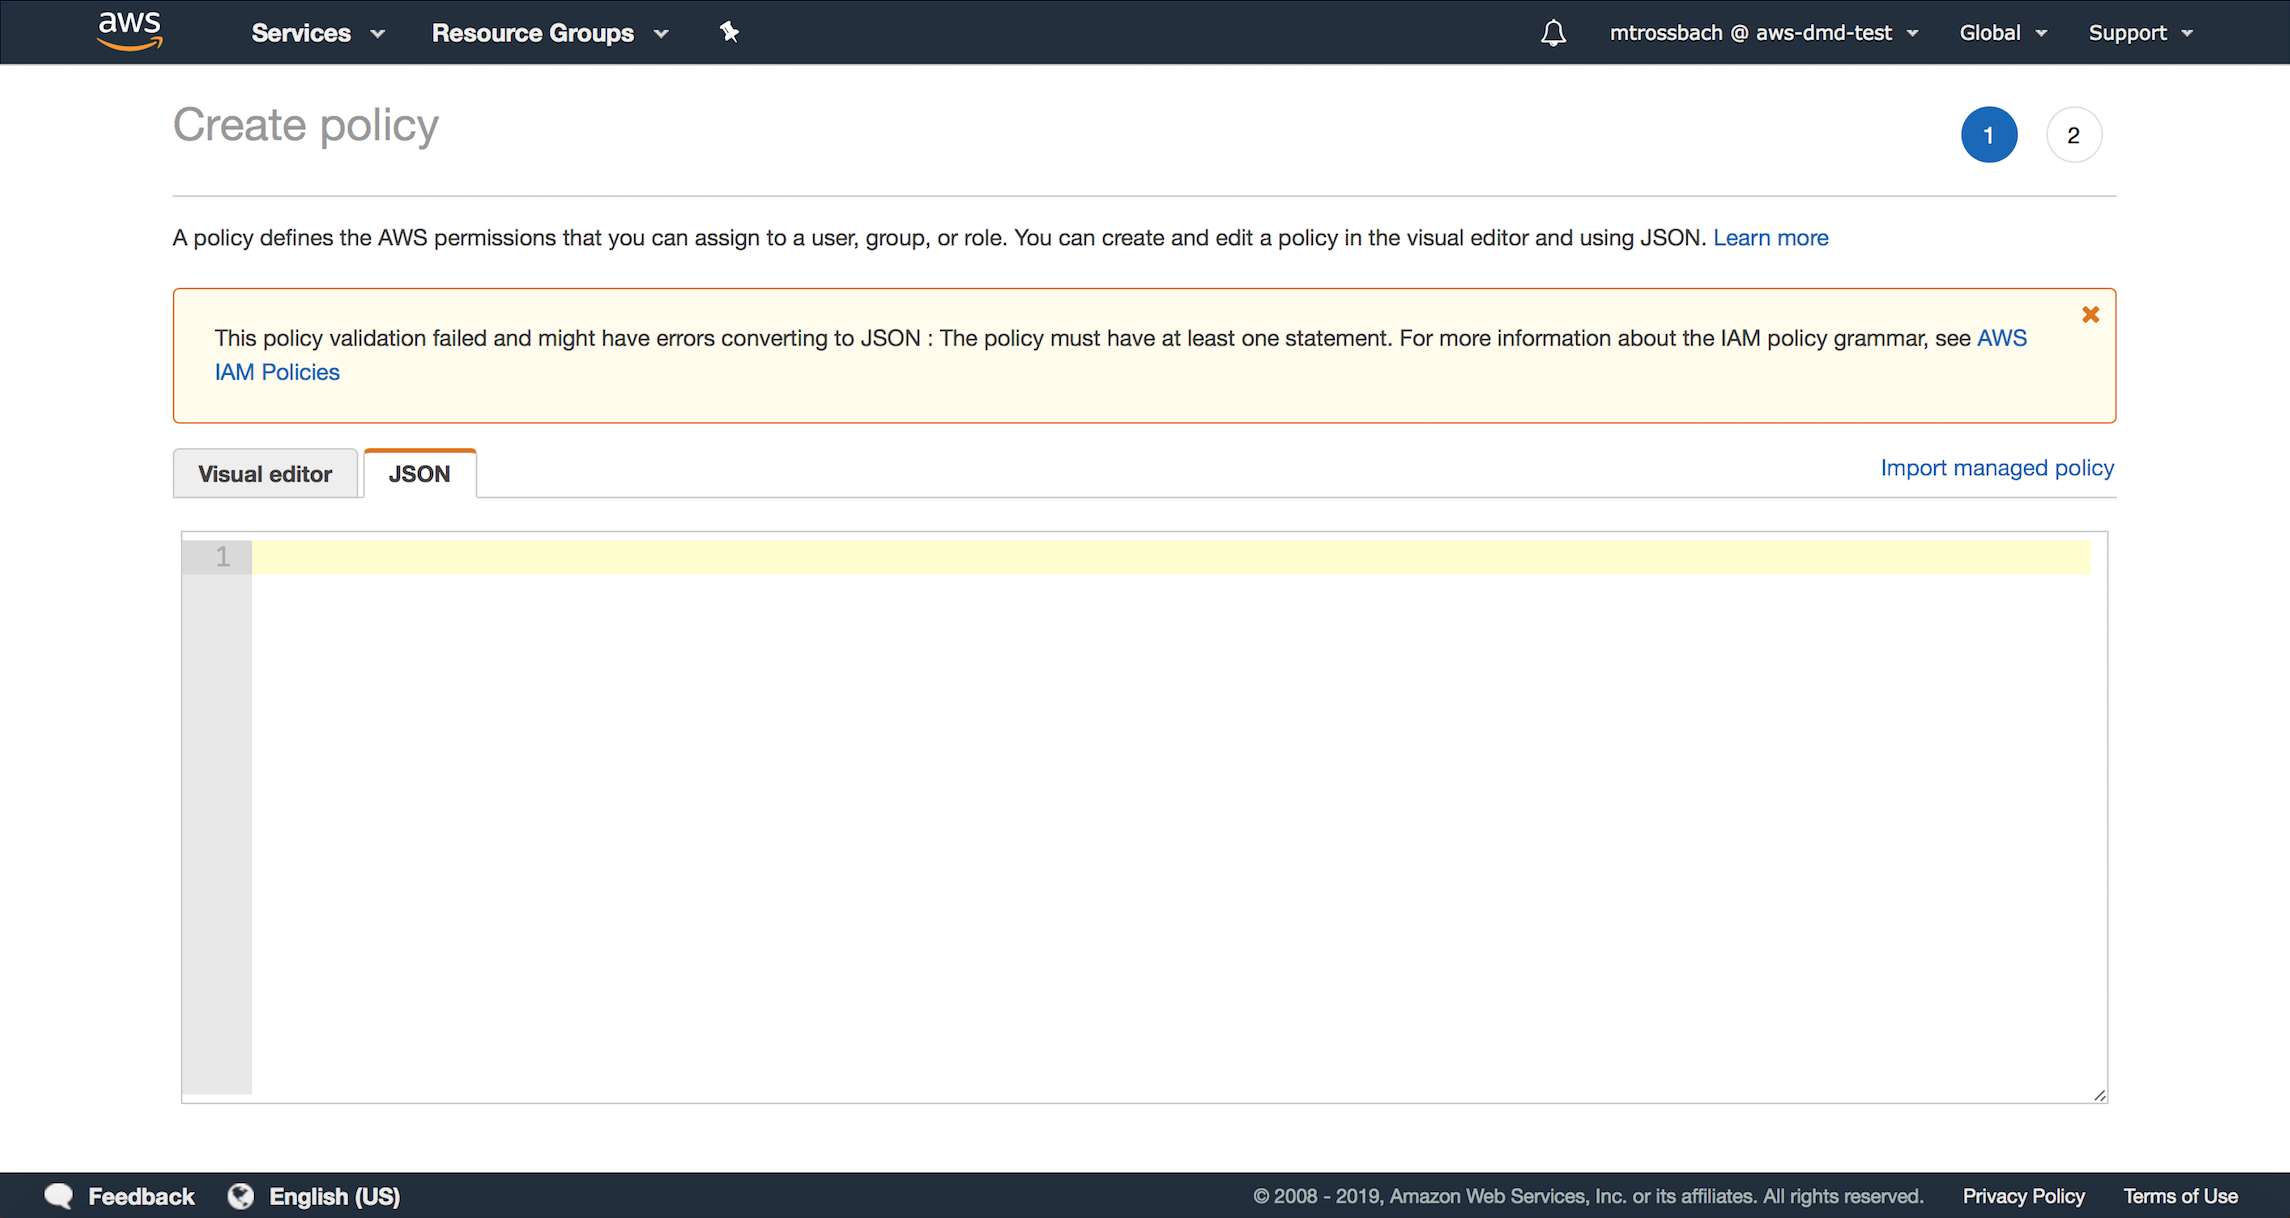 aws Services Resource Groups mtrossbach @ aws-dmd-test Global Support
Create policy 1 2
A policy defines the AWS permissions that you can assign to a user, group, or role. You can create and edit a policy in the visual editor and using JSON. Learn more
This policy validation failed and might have errors converting to JSON : The policy must have at least one statement. For more information about the IAM policy grammar, see AWS
IAM Policies
Visual editor JSON Import managed policy
1
Feedback English (US) © 2008 - 2019, Amazon Web Services, Inc. or its affiliates. All rights reserved. Privacy Policy Terms of Use